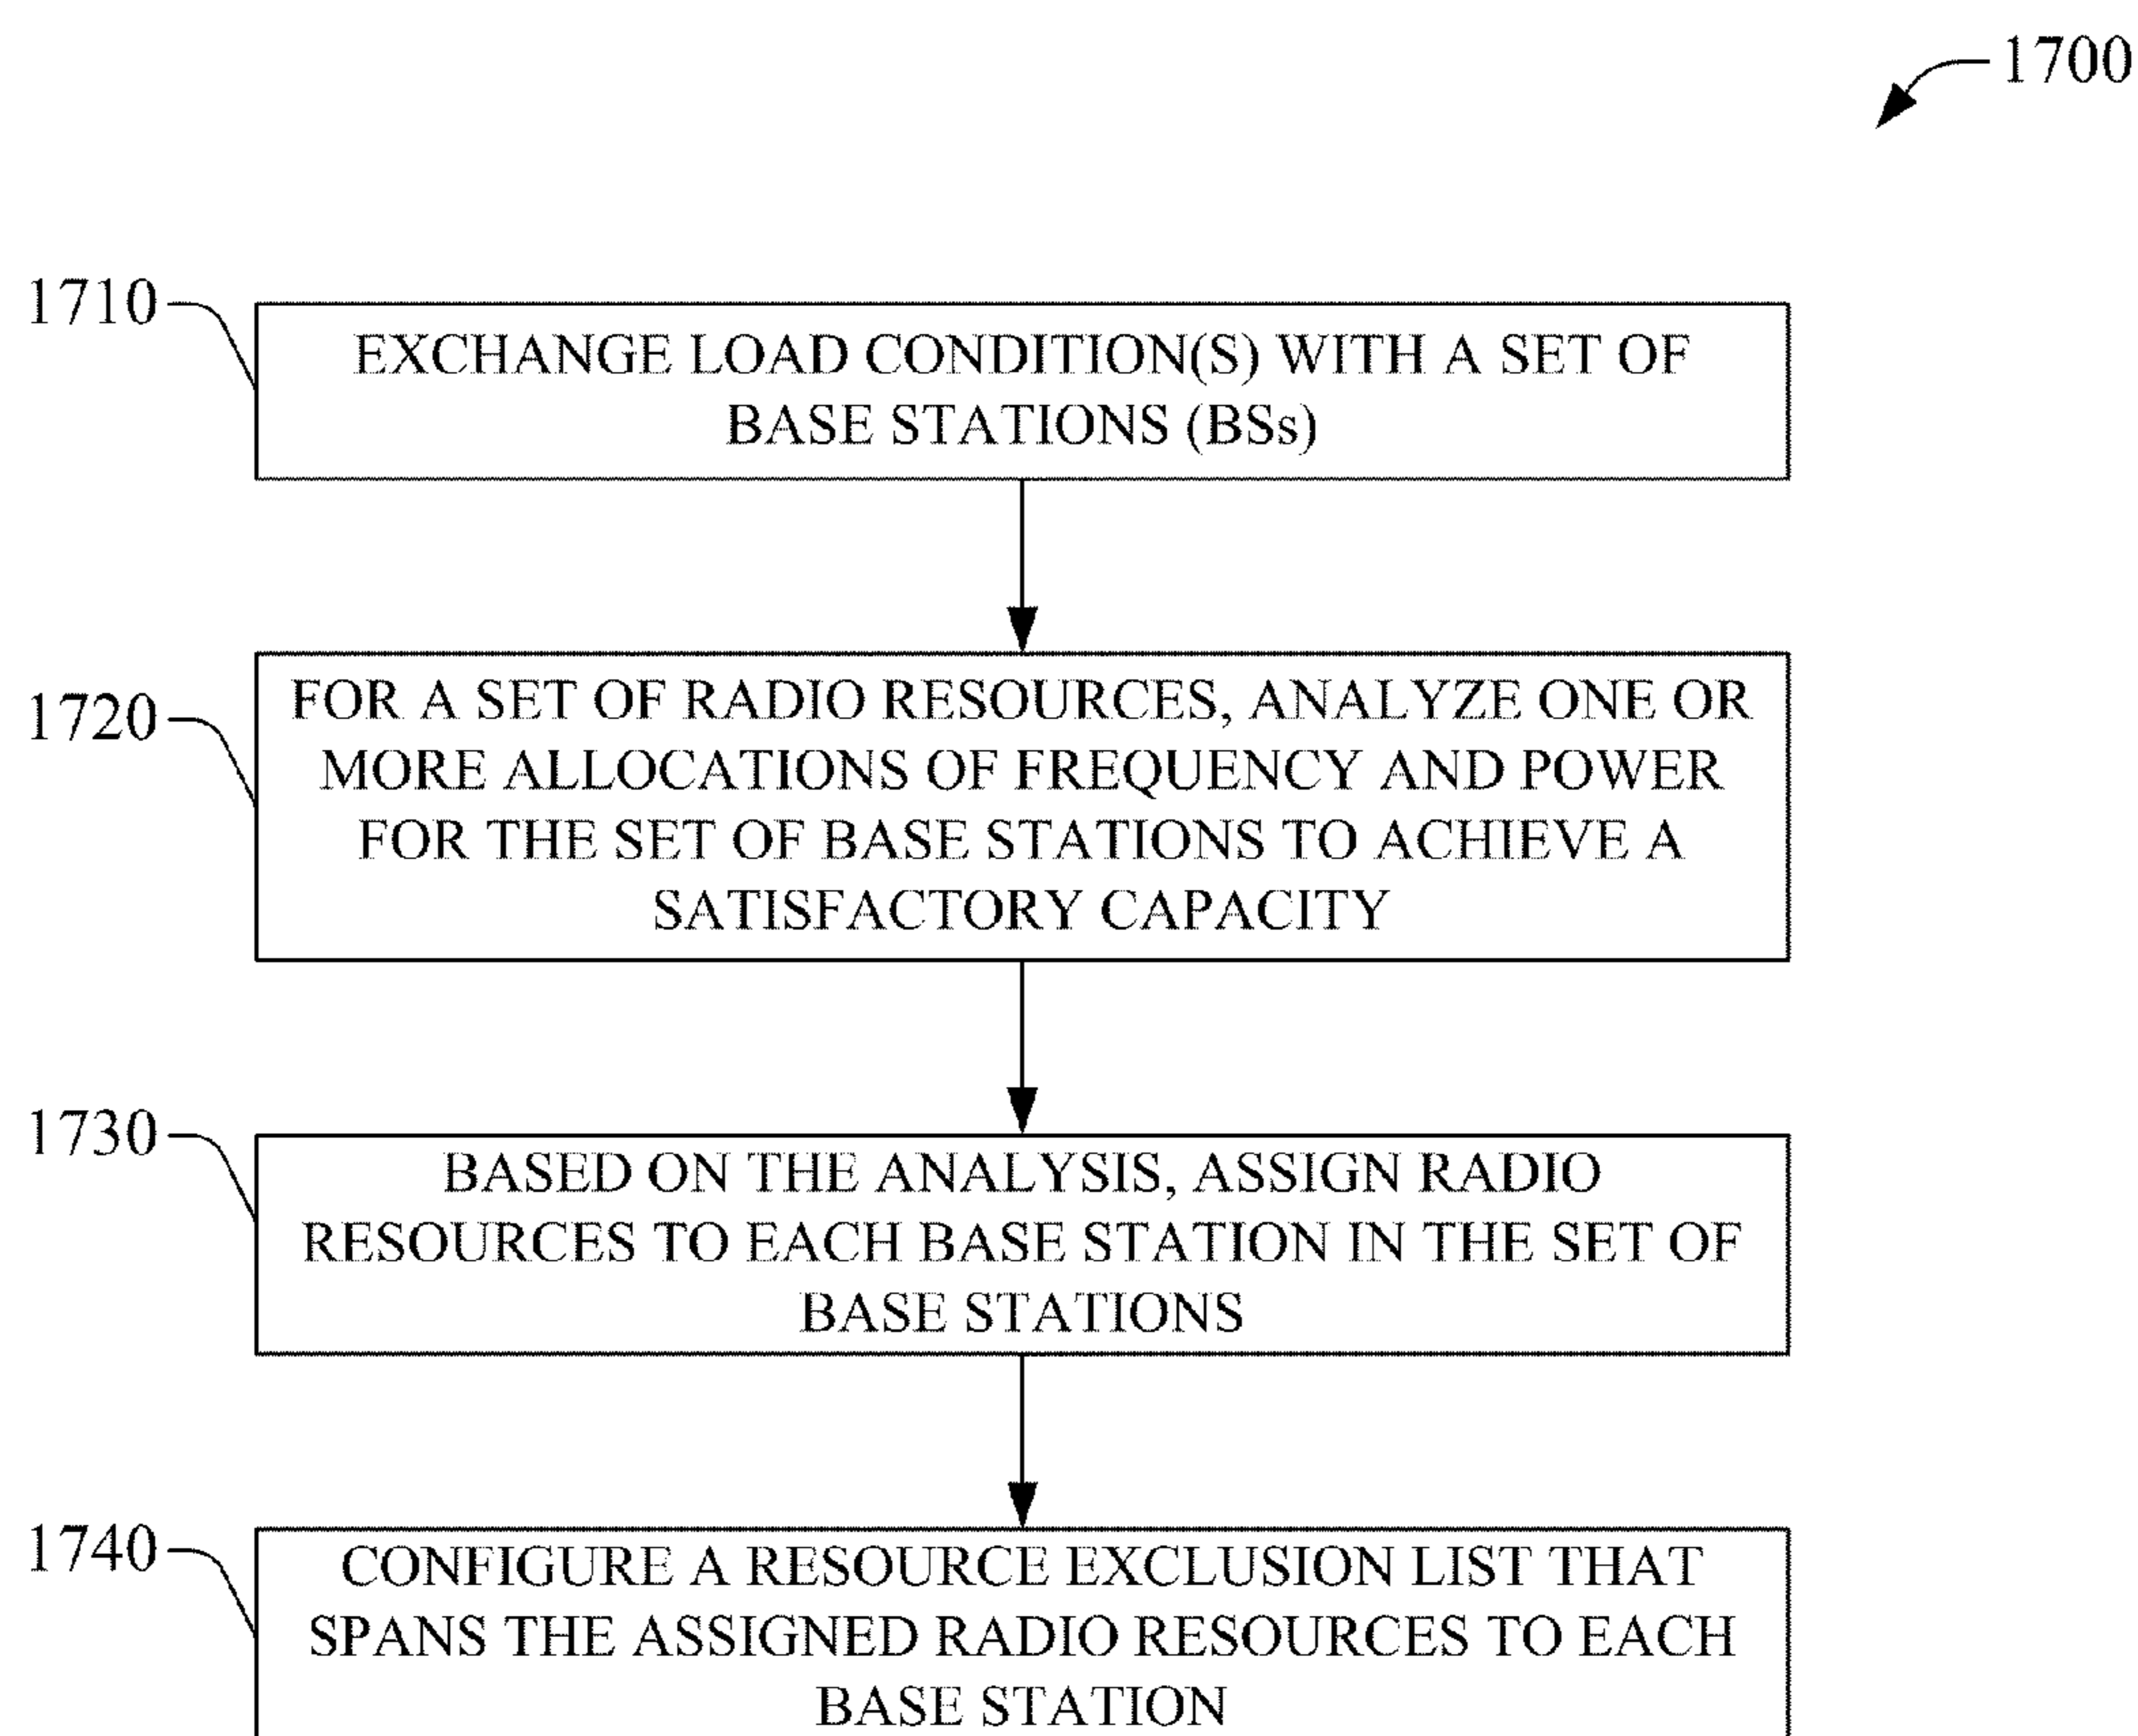 1700
1710
EXCHANGE LOAD CONDITION(S) WITH A SET OF
BASE STATIONS (BSs)
1720
FOR A SET OF RADIO RESOURCES, ANALYZE ONE OR
MORE ALLOCATIONS OF FREQUENCY AND POWER
FOR THE SET OF BASE STATIONS TO ACHIEVE A
SATISFACTORY CAPACITY
1730
BASED ON THE ANALYSIS, ASSIGN RADIO
RESOURCES TO EACH BASE STATION IN THE SET OF
BASE STATIONS
1740
CONFIGURE A RESOURCE EXCLUSION LIST THAT
SPANS THE ASSIGNED RADIO RESOURCES TO EACH
BASE STATION